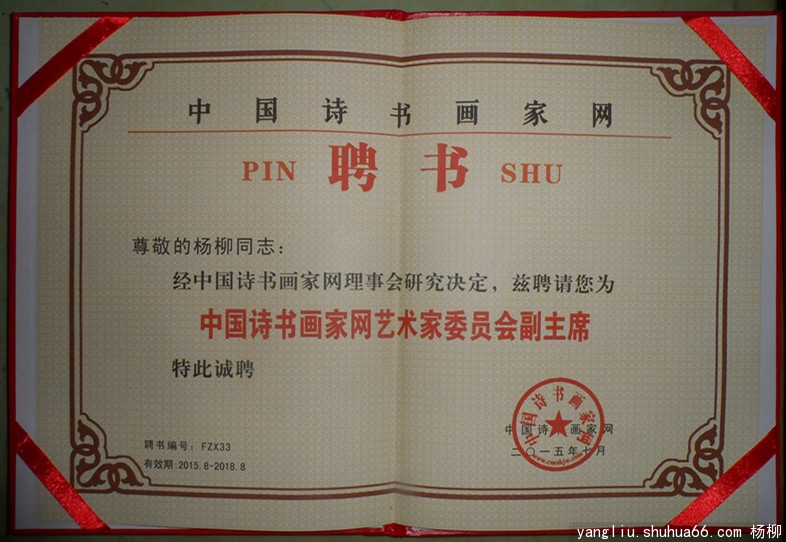 中国诗书画家网
PIN 聘书 SHU
尊敬的杨柳同志：
经中国诗书画家网理事会研究决定，兹聘请您为
中国诗书画家网艺术家委员会副主席
特此诚聘
中国诗书画家网
中国诗书画家网
二〇一五年七月
聘书编号：FZX33
有效期：2015.8-2018.8
yangliu.shuhua66.com 杨柳